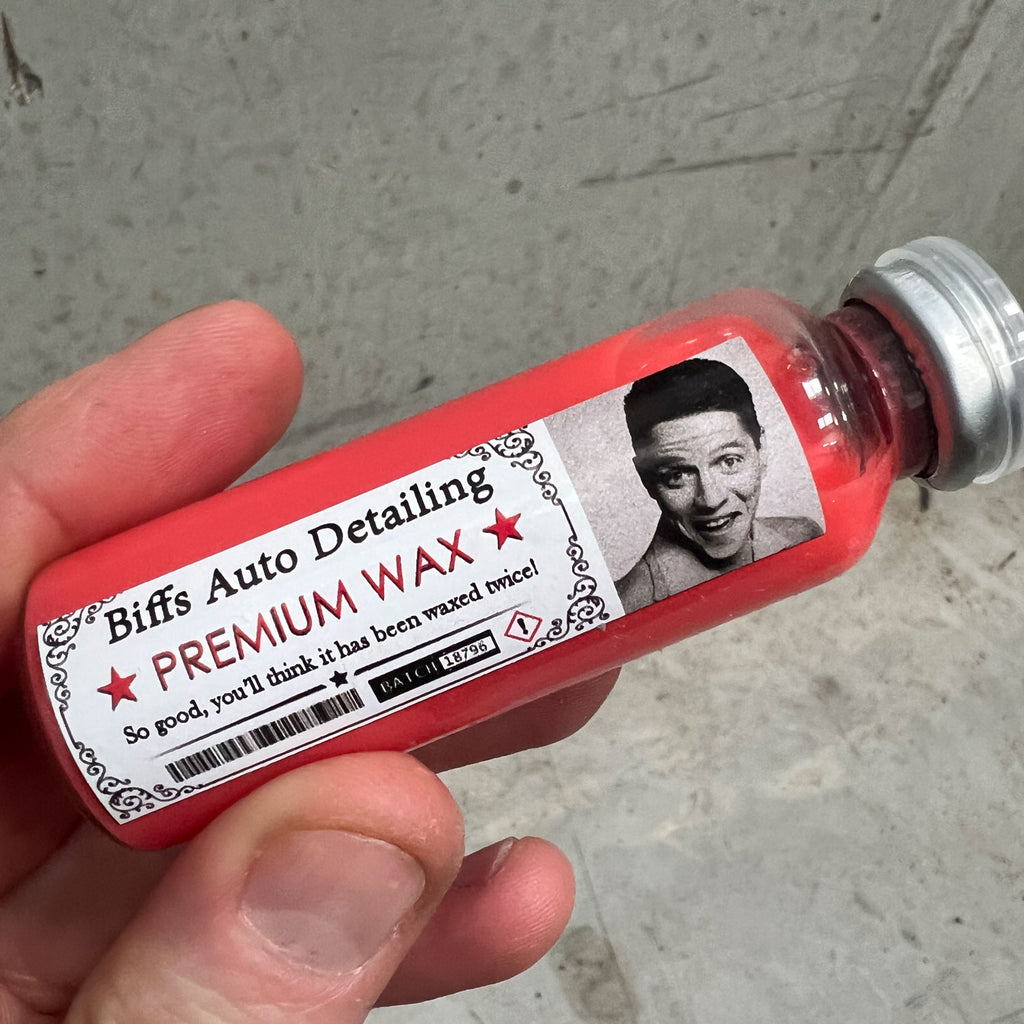 Biffs Auto Detailing
★ PREMIUM WAX ★
So good, you'll think it has been waxed twice!
BATCH 18796
!